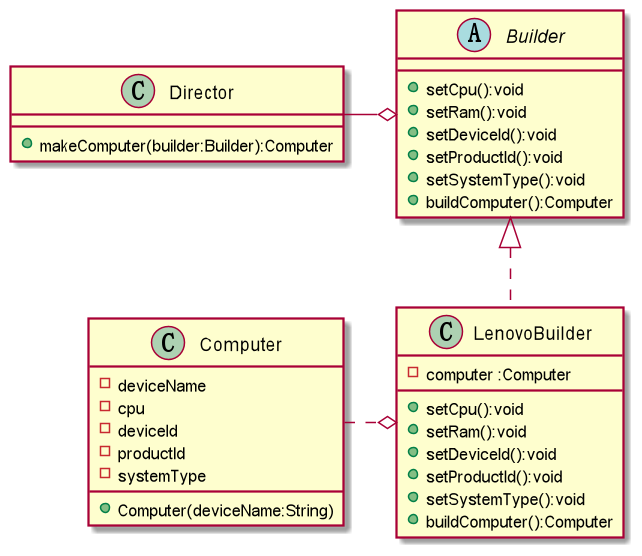 A Builder
setCpu():void
setRam():void
setDeviceId():void
setProductId():void
setSystemType():void
buildComputer():Computer
C Director
makeComputer(builder:Builder):Computer
C Computer
deviceName
cpu
deviceId
productId
systemType
Computer(deviceName:String)
C LenovoBuilder
computer :Computer
setCpu():void
setRam():void
setDeviceId():void
setProductId():void
setSystemType():void
buildComputer():Computer